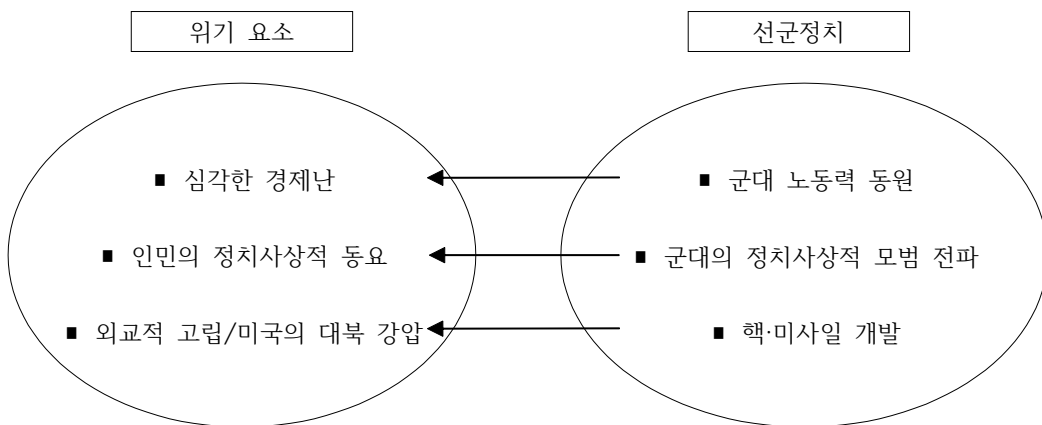 위기 요소
선군정치
▪ 심각한 경제난
▪ 군대 노동력 동원
▪ 인민의 정치사상적 동요
▪ 군대의 정치사상적 모범 전파
▪ 외교적 고립/미국의 대북 강압
▪ 핵·미사일 개발